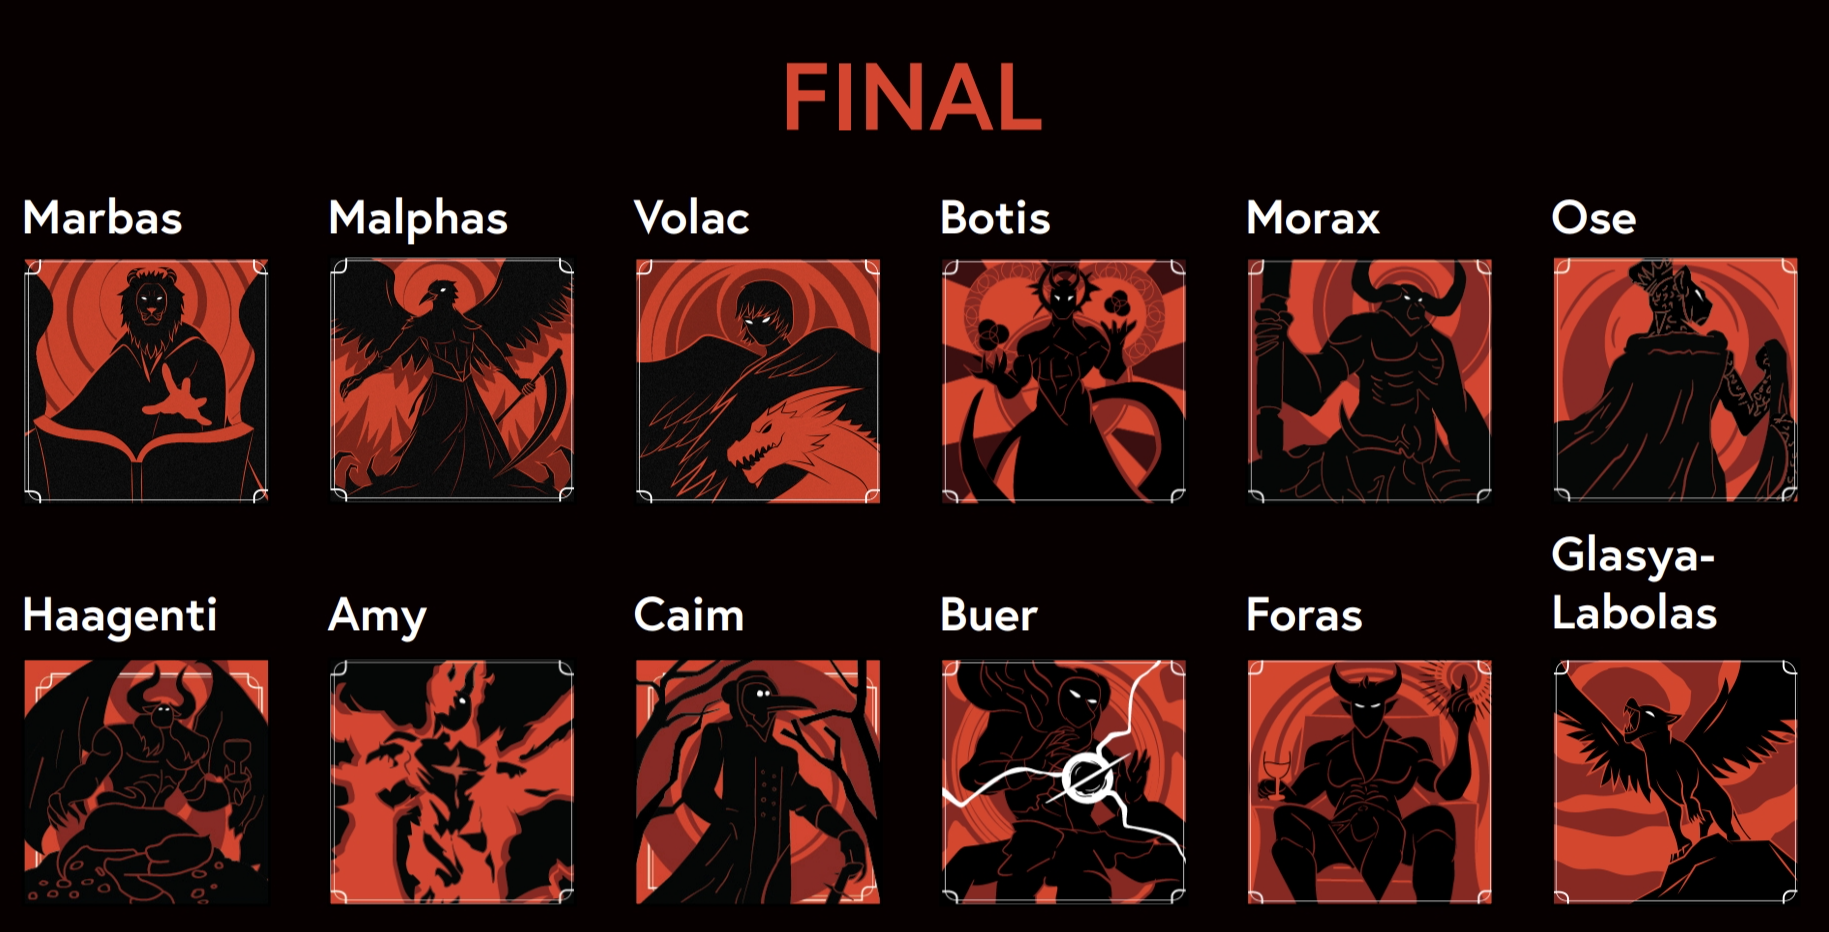 FINAL
Marbas
Malphas
Volac
Botis
Morax
Ose
Haagenti
Amy
Caim
Buer
Foras
Glasya-
Labolas